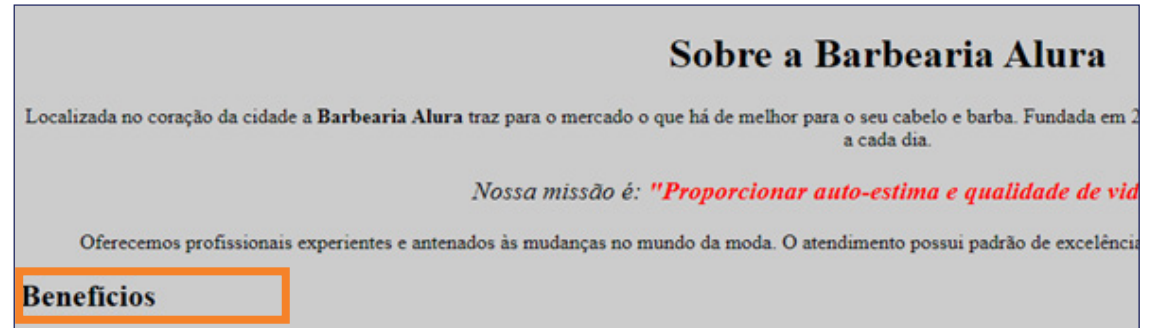 Sobre a Barbearia Alura
Localizada no coração da cidade a Barbearia Alura traz para o mercado o que há de melhor para o seu cabelo e barba. Fundada em 2
a cada dia.
Nossa missão é: "Proporcionar auto-estima e qualidade de vid
Oferecemos profissionais experientes e antenados às mudanças no mundo da moda. O atendimento possui padrão de excelência
Benefícios